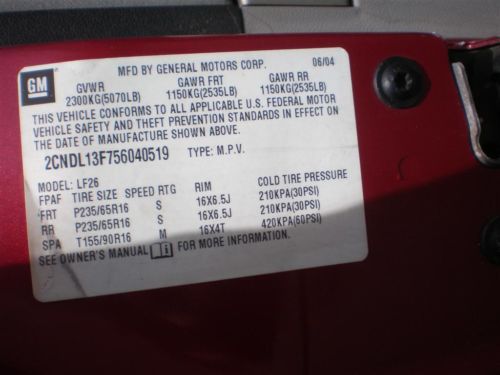 MFD BY GENERAL MOTORS CORP. 06/04
GM
GVWR GAWR FRT GAWR RR
2300KG(5070LB) 1150KG(2535LB) 1150KG(2535LB)
THIS VEHICLE CONFORMS TO ALL APPLICABLE U.S. FEDERAL MOTOR
VEHICLE SAFETY AND THEFT PREVENTION STANDARDS IN EFFECT ON
THE DATE OF MANUFACTURE SHOWN ABOVE.
2CNDL13F756040519 TYPE: M.P.V.
MODEL: LF26
FPAF TIRE SIZE SPEED RTG RIM COLD TIRE PRESSURE
FRT P235/65R16 S 16X6.5J 210KPA(30PSI)
RR P235/65R16 S 16X6.5J 210KPA(30PSI)
SPA T155/90R16 M 16X4T 420KPA(60PSI)
SEE OWNER'S MANUAL FOR MORE INFORMATION